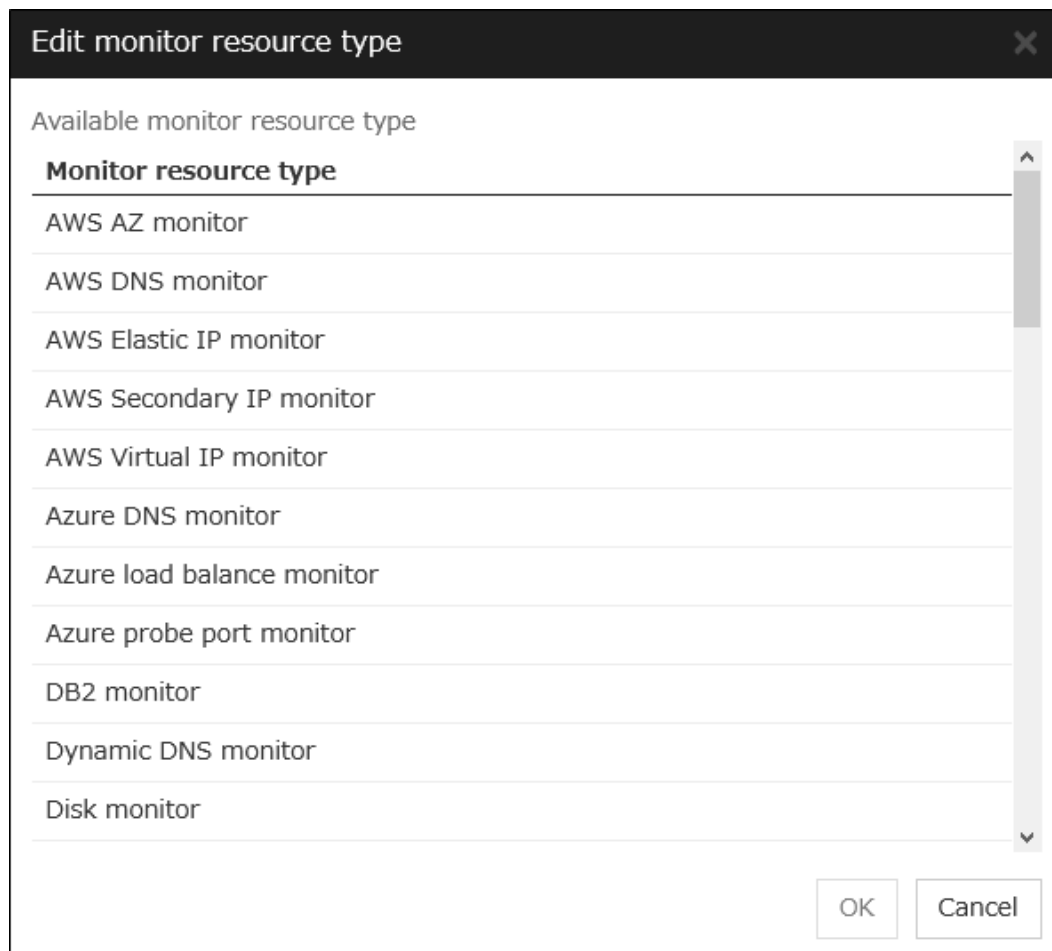 Edit monitor resource type
Available monitor resource type
Monitor resource type
AWS AZ monitor
AWS DNS monitor
AWS Elastic IP monitor
AWS Secondary IP monitor
AWS Virtual IP monitor
Azure DNS monitor
Azure load balance monitor
Azure probe port monitor
DB2 monitor
Dynamic DNS monitor
Disk monitor
OK Cancel